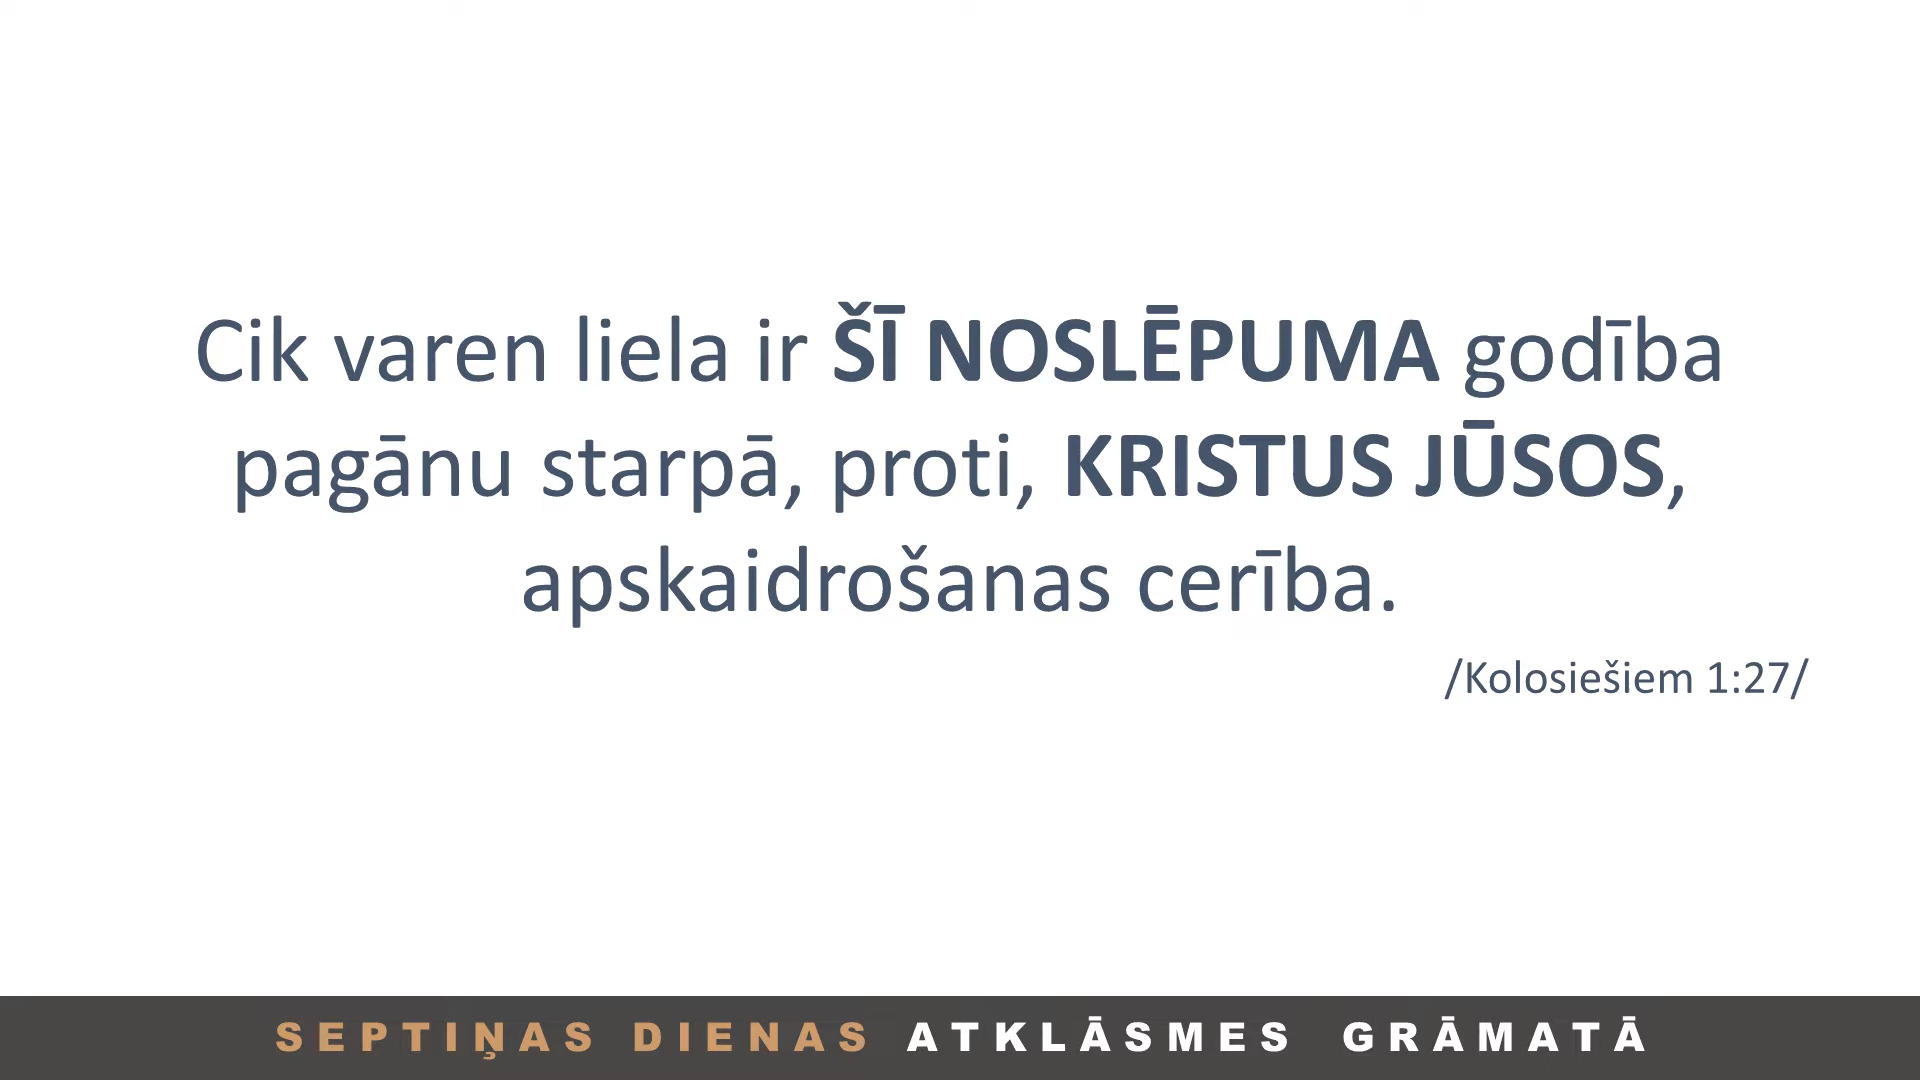 Cik varen liela ir ŠĪ NOSLĒPUMA godība
pagānu starpā, proti, KRISTUS JŪSOS,
apskaidrošanas cerība.
/Kolosiešiem 1:27/
SEPTIŅAS DIENAS ATKLĀSMES GRĀMATĀ